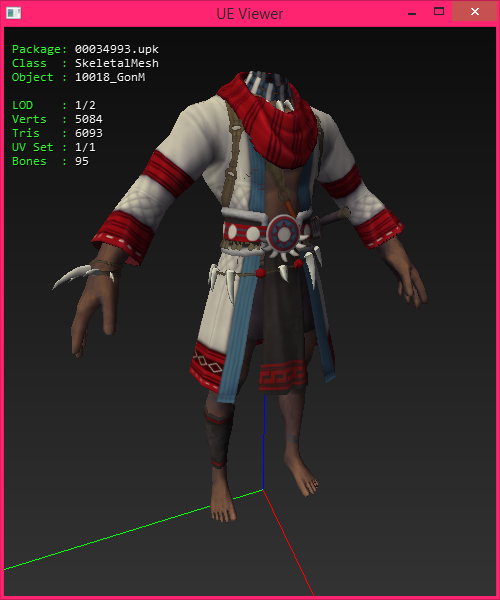 UE Viewer
Package: 00034993.upk
Class  : SkeletalMesh
Object : 10018_GonM
LOD    : 1/2
Verts  : 5084
Tris   : 6093
UV Set : 1/1
Bones  : 95